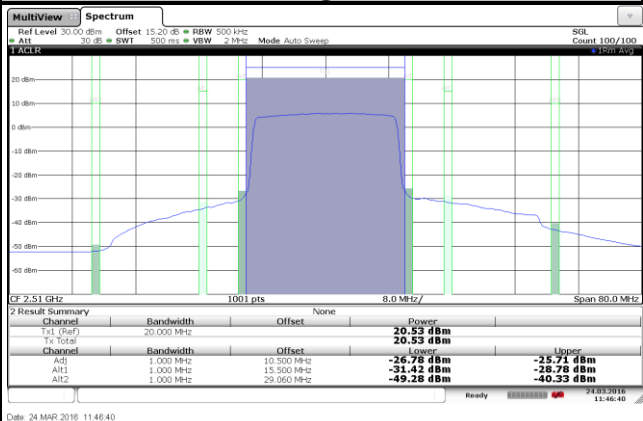 MultiView Spectrum
Ref Level 30.00 dBm Offset 15.20 dB RBW 500 kHz SGL
Att 30 dB SWT 500 ms VBW 2 MHz Mode Auto Sweep Count 100/100
1 ACLR 1Rm Avg
20 dBm
10 dBm
0 dBm
-10 dBm
-20 dBm
-30 dBm
-40 dBm
-50 dBm
-60 dBm
CF 2.51 GHz 1001 pts 8.0 MHz/ Span 80.0 MHz
2 Result Summary None
Channel Bandwidth Offset Power
Tx1 (Ref) 20.000 MHz 20.53 dBm
Tx Total 20.53 dBm
Channel Bandwidth Offset Lower Upper
Adj 1.000 MHz 10.500 MHz -26.78 dBm -25.71 dBm
Alt1 1.000 MHz 15.500 MHz -31.42 dBm -28.78 dBm
Alt2 1.000 MHz 29.060 MHz -49.28 dBm -40.33 dBm
Ready 24.03.2016
11:46:40
Date: 24.MAR.2016 11:46:40